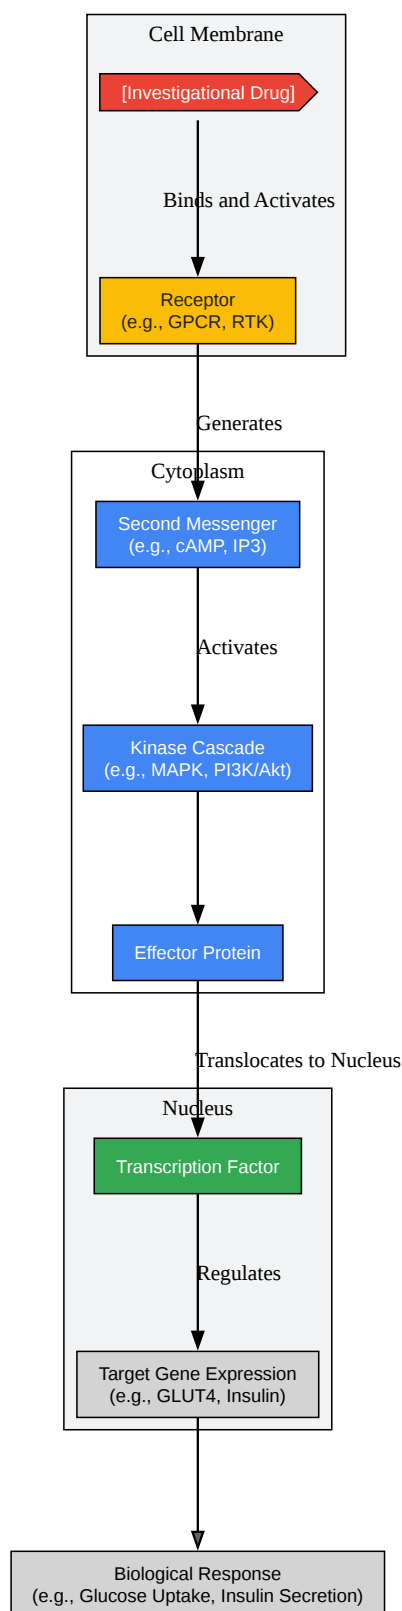 Cell Membrane
[Investigational Drug]
Binds and Activates
Receptor
(e.g., GPCR, RTK)
Generates
Cytoplasm
Second Messenger
(e.g., cAMP, IP3)
Activates
Kinase Cascade
(e.g., MAPK, PI3K/Akt)
Effector Protein
Translocates to Nucleus
Nucleus
Transcription Factor
Regulates
Target Gene Expression
(e.g., GLUT4, Insulin)
Biological Response
(e.g., Glucose Uptake, Insulin Secretion)